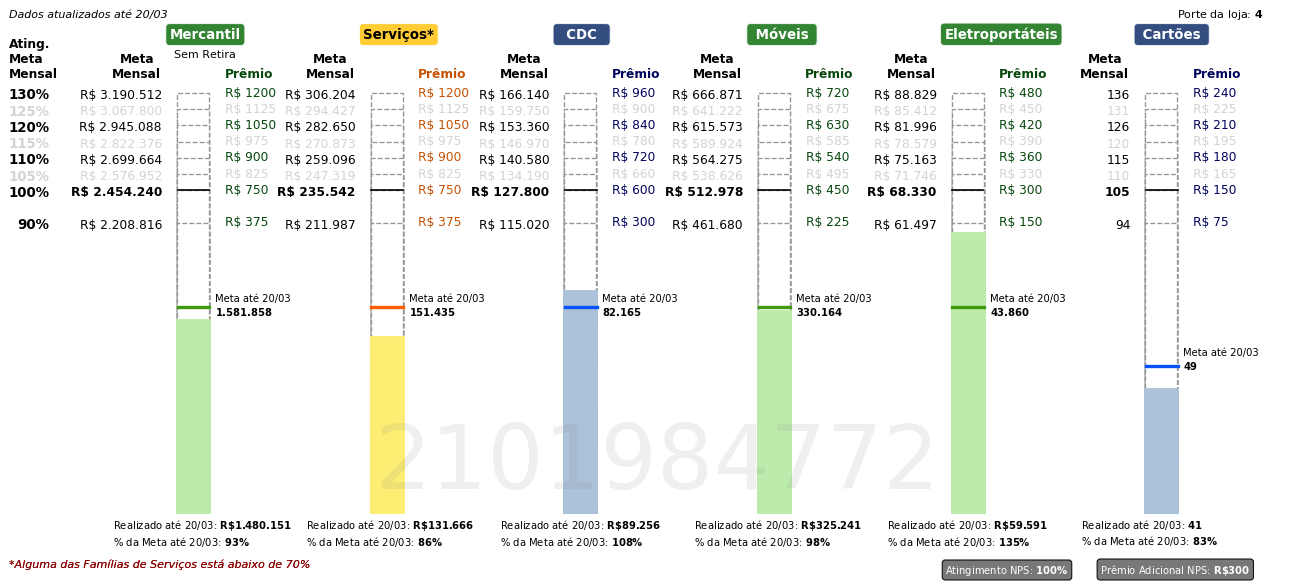 Dados atualizados até 20/03 Porte da loja: 4
Mercantil Serviços* CDC Móveis Eletroportáteis Cartões
Sem Retira
Ating. Meta Mensal Meta Mensal Prêmio Meta Mensal Prêmio Meta Mensal Prêmio Meta Mensal Prêmio Meta Mensal Prêmio Meta Mensal Prêmio
130% R$ 3.190.512 R$ 1200 R$ 306.204 R$ 1200 R$ 166.140 R$ 960 R$ 666.871 R$ 720 R$ 88.829 R$ 480 136 R$ 240
125% R$ 3.067.800 R$ 1125 R$ 294.427 R$ 1125 R$ 159.750 R$ 900 R$ 641.222 R$ 675 R$ 85.412 R$ 450 131 R$ 225
120% R$ 2.945.088 R$ 1050 R$ 282.650 R$ 1050 R$ 153.360 R$ 840 R$ 615.573 R$ 630 R$ 81.996 R$ 420 126 R$ 210
115% R$ 2.822.376 R$ 975 R$ 270.873 R$ 975 R$ 146.970 R$ 780 R$ 589.924 R$ 585 R$ 78.579 R$ 390 120 R$ 195
110% R$ 2.699.664 R$ 900 R$ 259.096 R$ 900 R$ 140.580 R$ 720 R$ 564.275 R$ 540 R$ 75.163 R$ 360 115 R$ 180
105% R$ 2.576.952 R$ 825 R$ 247.319 R$ 825 R$ 134.190 R$ 660 R$ 538.626 R$ 495 R$ 71.746 R$ 330 110 R$ 165
100% R$ 2.454.240 R$ 750 R$ 235.542 R$ 750 R$ 127.800 R$ 600 R$ 512.978 R$ 450 R$ 68.330 R$ 300 105 R$ 150
90% R$ 2.208.816 R$ 375 R$ 211.987 R$ 375 R$ 115.020 R$ 300 R$ 461.680 R$ 225 R$ 61.497 R$ 150 94 R$ 75
Meta até 20/03 Meta até 20/03 Meta até 20/03 Meta até 20/03 Meta até 20/03
1.581.858 151.435 82.165 330.164 43.860
Meta até 20/03
49
2101984772
Realizado até 20/03: R$1.480.151 Realizado até 20/03: R$131.666 Realizado até 20/03: R$89.256 Realizado até 20/03: R$325.241 Realizado até 20/03: R$59.591 Realizado até 20/03: 41
% da Meta até 20/03: 93% % da Meta até 20/03: 86% % da Meta até 20/03: 108% % da Meta até 20/03: 98% % da Meta até 20/03: 135% % da Meta até 20/03: 83%
*Alguma das Famílias de Serviços está abaixo de 70% Atingimento NPS: 100% Prêmio Adicional NPS: R$300